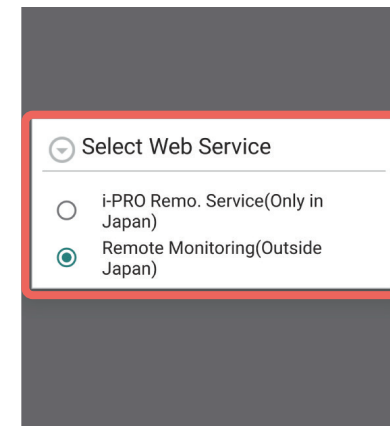 Select Web Service
i-PRO Remo. Service(Only in
Japan)
Remote Monitoring(Outside
Japan)